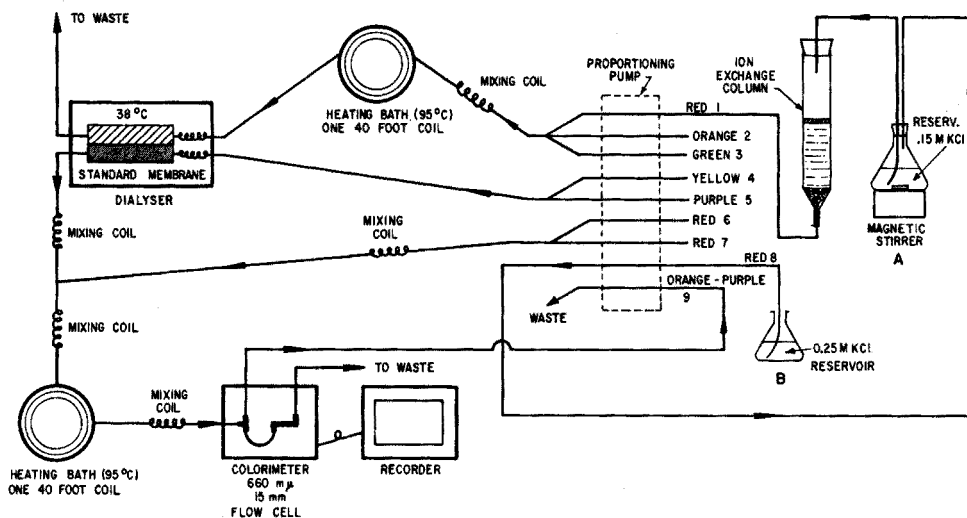 TO WASTE
38°C
STANDARD MEMBRANE
DIALYSER
HEATING BATH (95°C)
ONE 40 FOOT COIL
MIXING COIL
PROPORTIONING
PUMP
RED 1
ORANGE 2
GREEN 3
YELLOW 4
PURPLE 5
RED 6
RED 7
RED 8
ORANGE - PURPLE
9
WASTE
ION
EXCHANGE
COLUMN
RESERV.
.15 M KCl
MAGNETIC
STIRRER
A
0.25 M KCl
RESERVOIR
B
MIXING COIL
MIXING
COIL
MIXING COIL
TO WASTE
MIXING
COIL
HEATING BATH (95°C)
ONE 40 FOOT COIL
COLORIMETER
660 mμ
15 mm
FLOW CELL
RECORDER